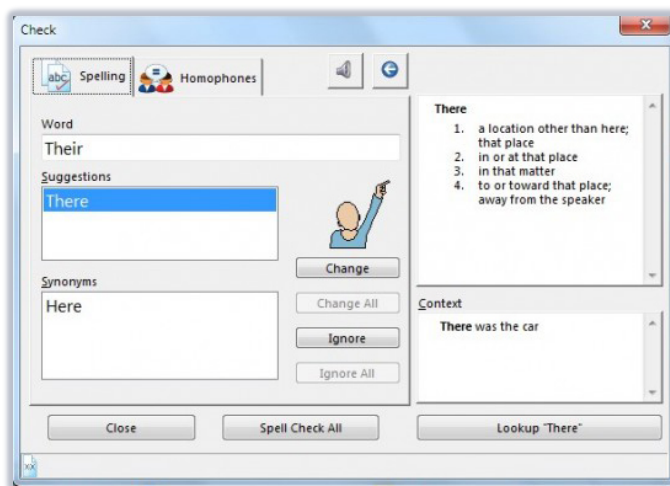 Check
abc Spelling
Homophones
Word
Their
Suggestions
There
Synonyms
Here
Change
Change All
Ignore
Ignore All
There
1. a location other than here;
that place
2. in or at that place
3. in that matter
4. to or toward that place;
away from the speaker
Context
There was the car
Close
Spell Check All
Lookup "There"